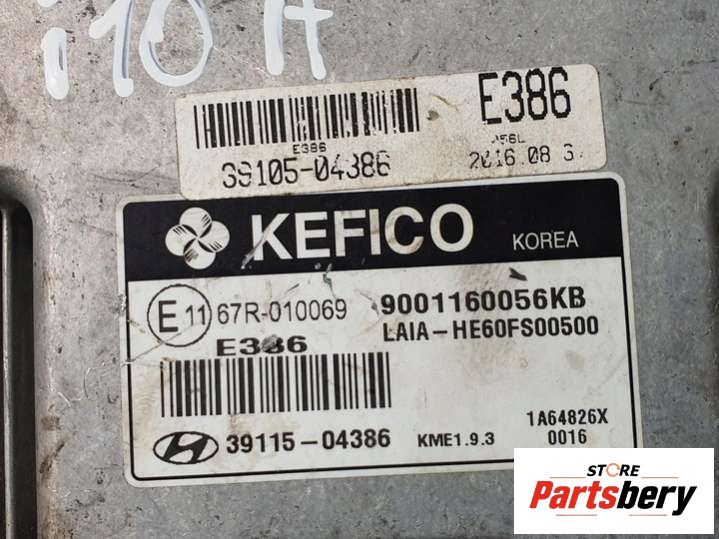 i10 A
E386
E386
39105-04386
2016.08 3
KEFICO KOREA
E 11 67R-010069
9001160056KB
LAIA-HE60FS00500
E386
39115-04386
KME1.9.3
1A64826X
0016
STORE
Partsbery